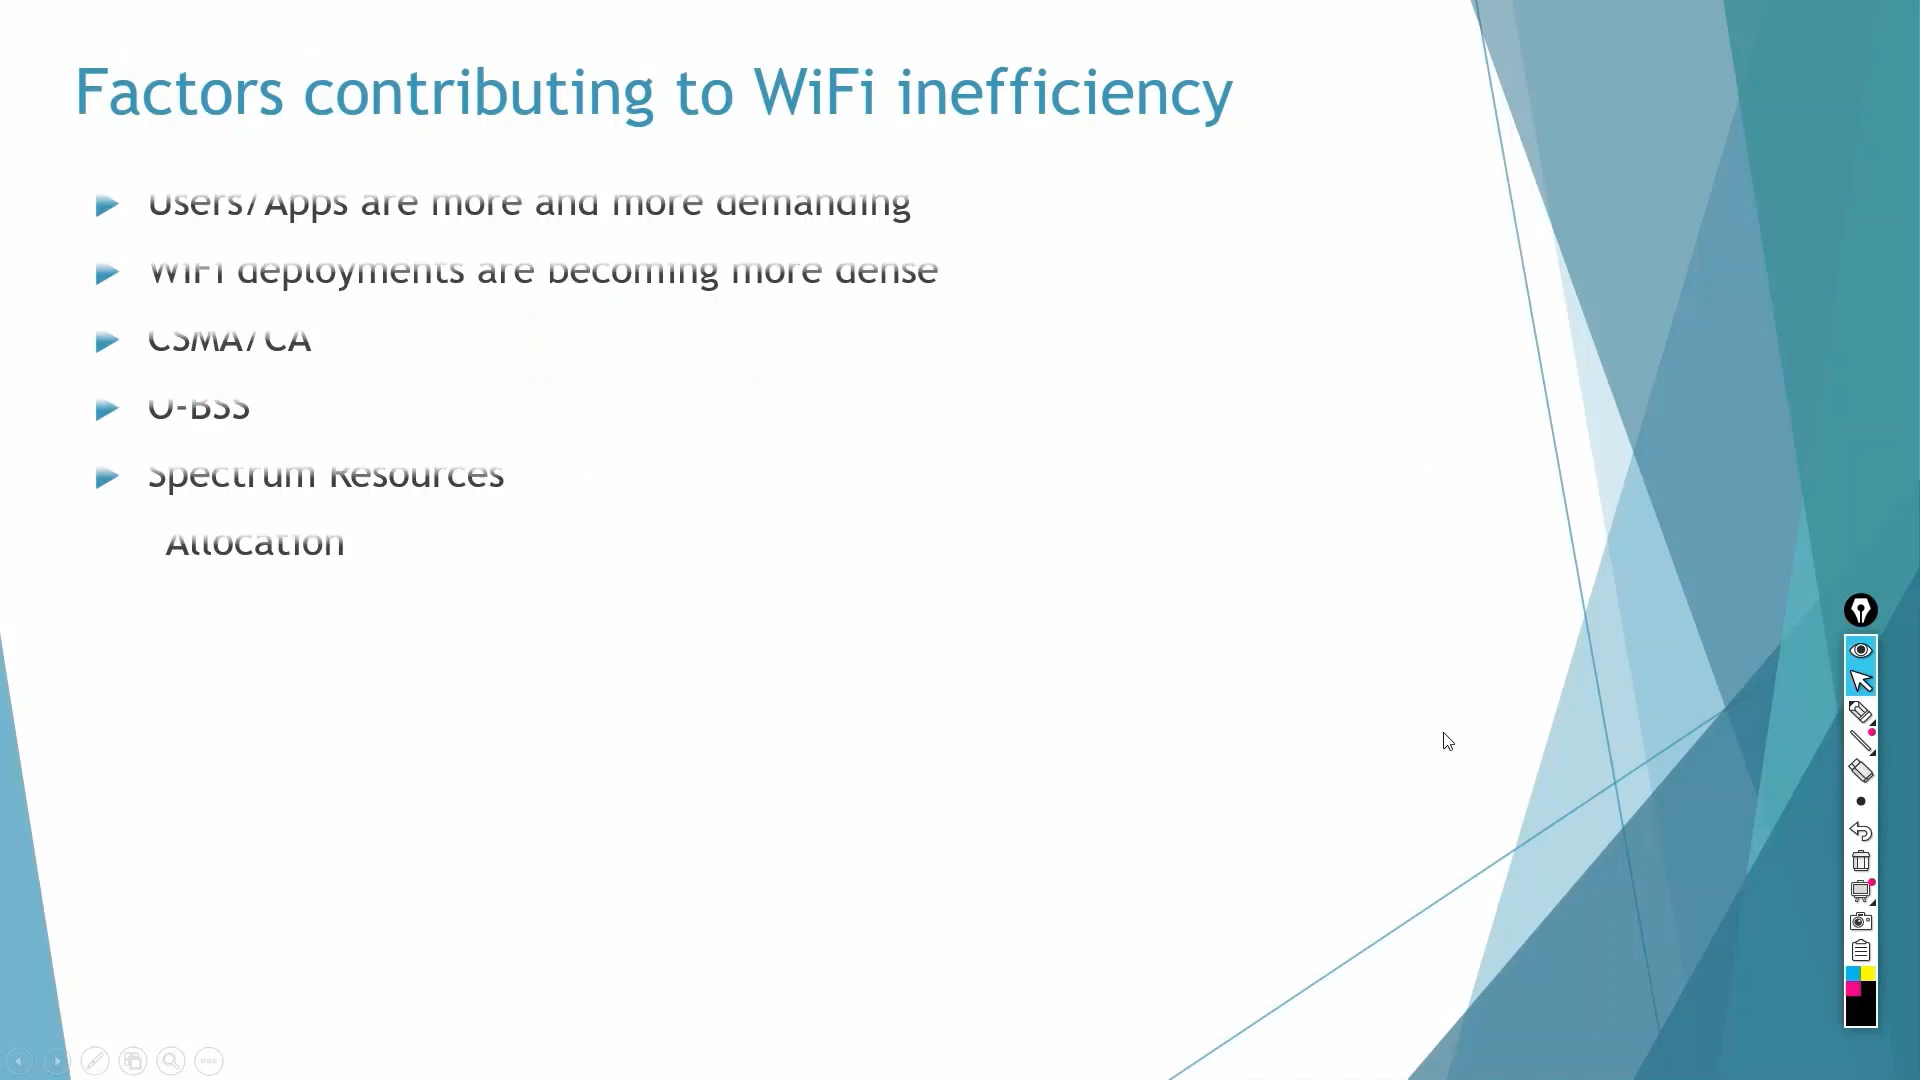 Factors contributing to WiFi inefficiency
Users/Apps are more and more demanding
WiFi deployments are becoming more dense
CSMA/CA
O-BSS
Spectrum Resources
Allocation